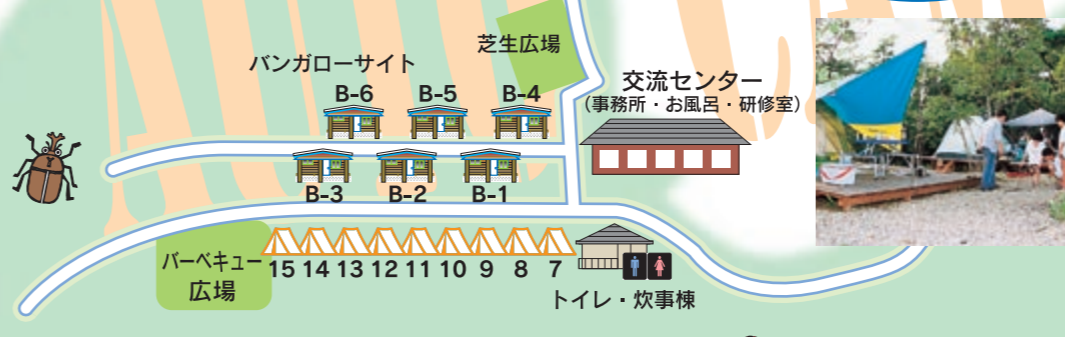 芝生広場
バンガローサイト
交流センター
(事務所・お風呂・研修室)
B-6 B-5 B-4
B-3 B-2 B-1
バーベキュー
広場
15 14 13 12 11 10 9 8 7
トイレ・炊事棟